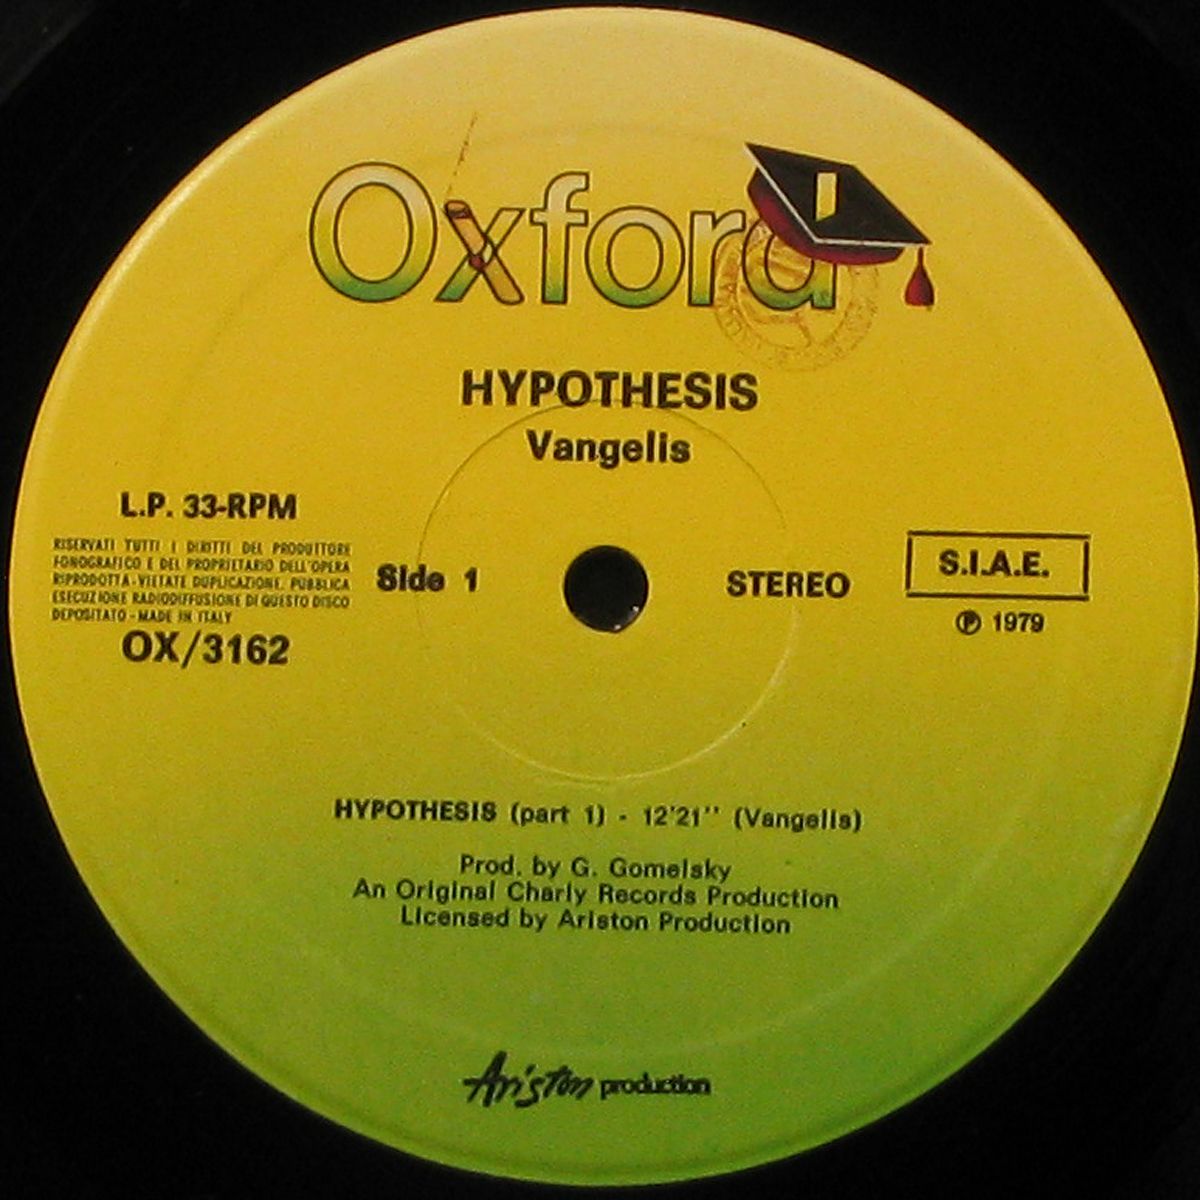 Oxford
HYPOTHESIS
Vangelis
L.P. 33-RPM
RISERVATI TUTTI I DIRITTI DEL PRODUTTORE
FONOGRAFICO E DEL PROPRIETARIO DELL'OPERA
RIPRODOTTA-VIETATE DUPLICAZIONE, PUBBLICA
ESECUZIONE RADIODIFFUSIONE DI QUESTO DISCO
DEPOSITATO - MADE IN ITALY
OX/3162
Side 1
STEREO
S.I.A.E.
℗ 1979
HYPOTHESIS (part 1) - 12'21'' (Vangelis)
Prod. by G. Gomelsky
An Original Charly Records Production
Licensed by Ariston Production
Ariston production